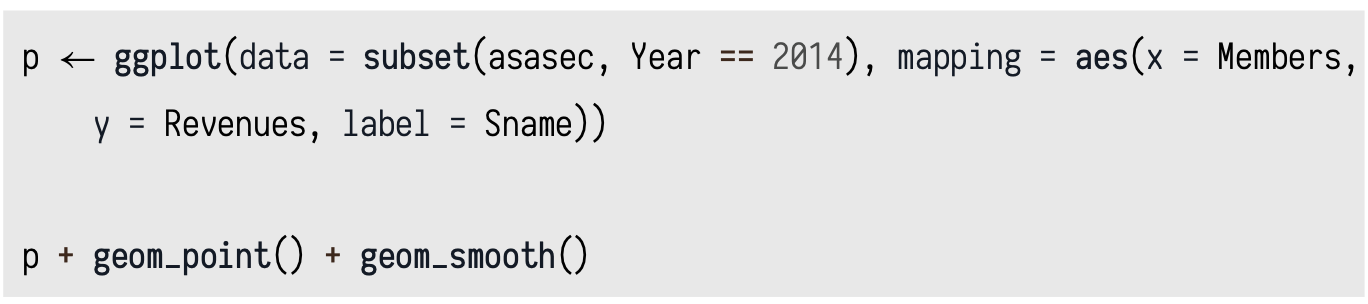 p ← ggplot(data = subset(asasec, Year == 2014), mapping = aes(x = Members,
y = Revenues, label = Sname))
p + geom_point() + geom_smooth()